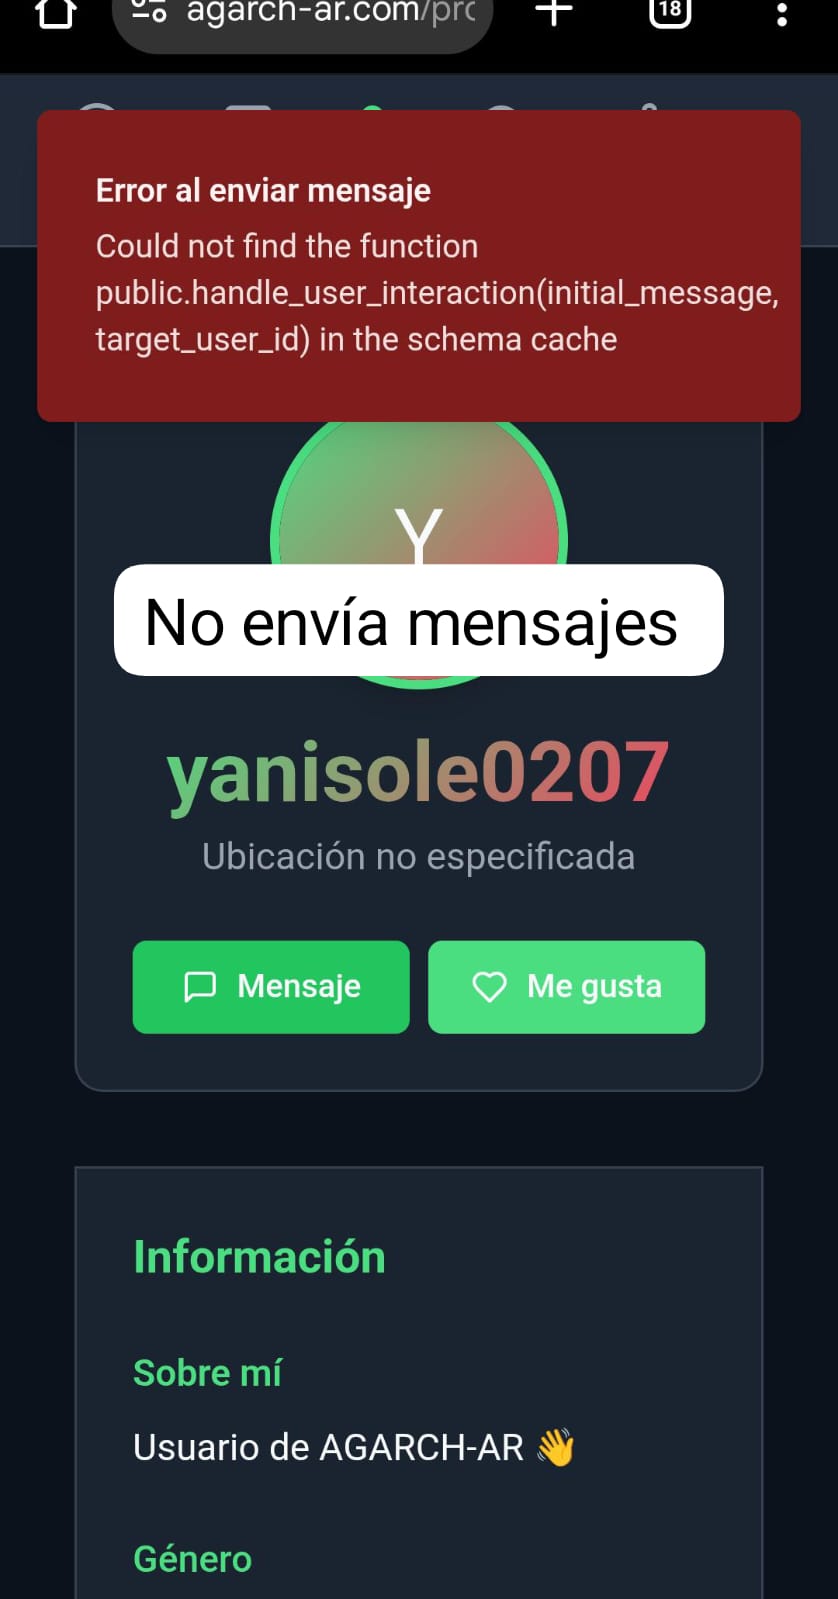 agarch-ar.com/pro
18
Error al enviar mensaje
Could not find the function
public.handle_user_interaction(initial_message,
target_user_id) in the schema cache
Y
No envía mensajes
yanisole0207
Ubicación no especificada
Mensaje
Me gusta
Información
Sobre mí
Usuario de AGARCH-AR 👋
Género